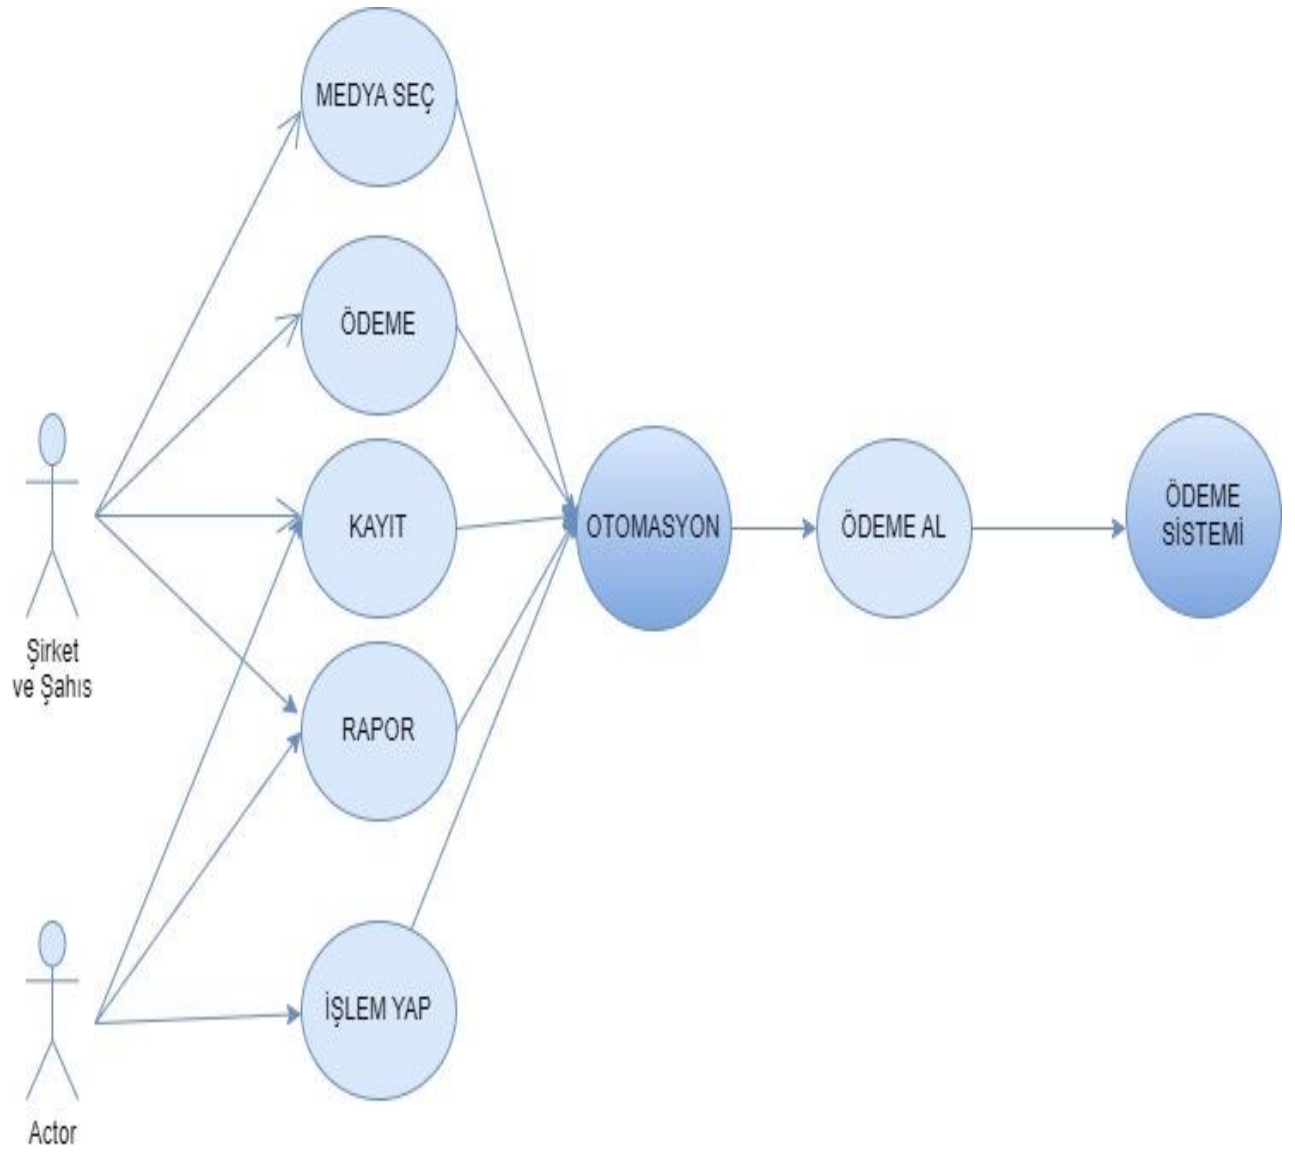 MEDYA SEÇ
ÖDEME
KAYIT
RAPOR
İŞLEM YAP
Şirket
ve Şahıs
Actor
OTOMASYON
ÖDEME AL
ÖDEME
SİSTEMİ